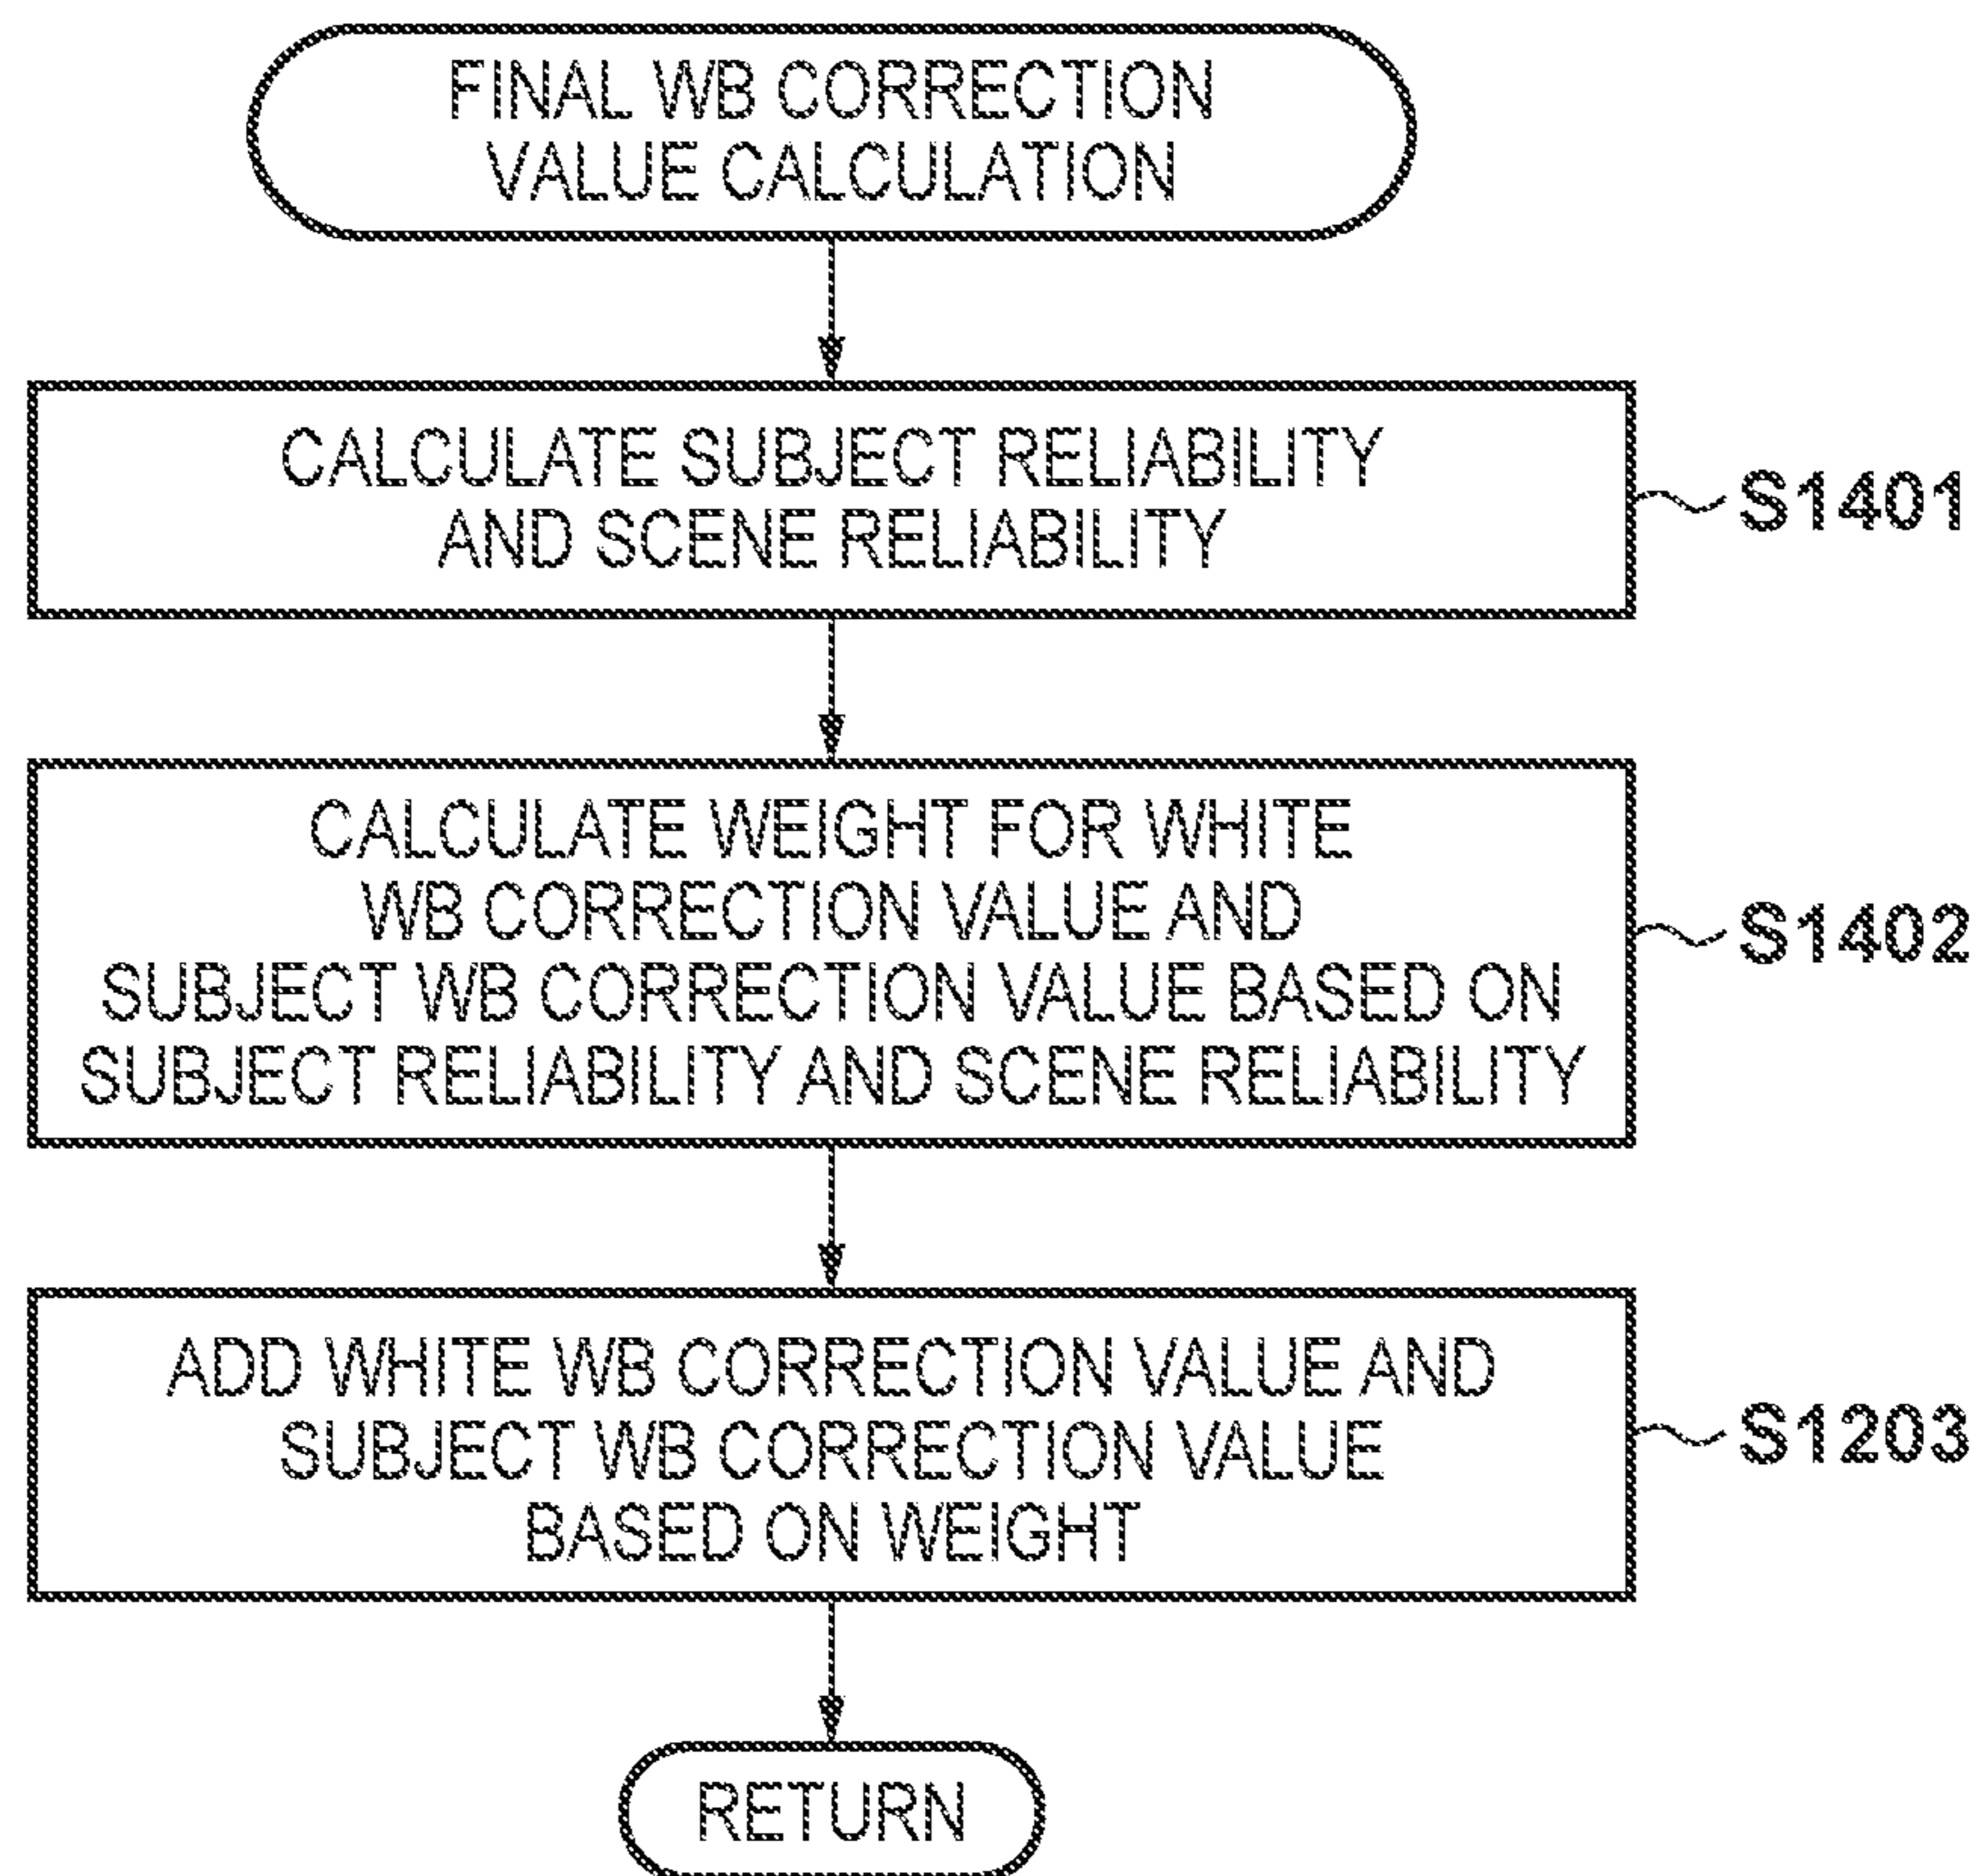 FINAL WB CORRECTION
VALUE CALCULATION
CALCULATE SUBJECT RELIABILITY
AND SCENE RELIABILITY
S1401
CALCULATE WEIGHT FOR WHITE
WB CORRECTION VALUE AND
SUBJECT WB CORRECTION VALUE BASED ON
SUBJECT RELIABILITY AND SCENE RELIABILITY
S1402
ADD WHITE WB CORRECTION VALUE AND
SUBJECT WB CORRECTION VALUE
BASED ON WEIGHT
S1203
RETURN